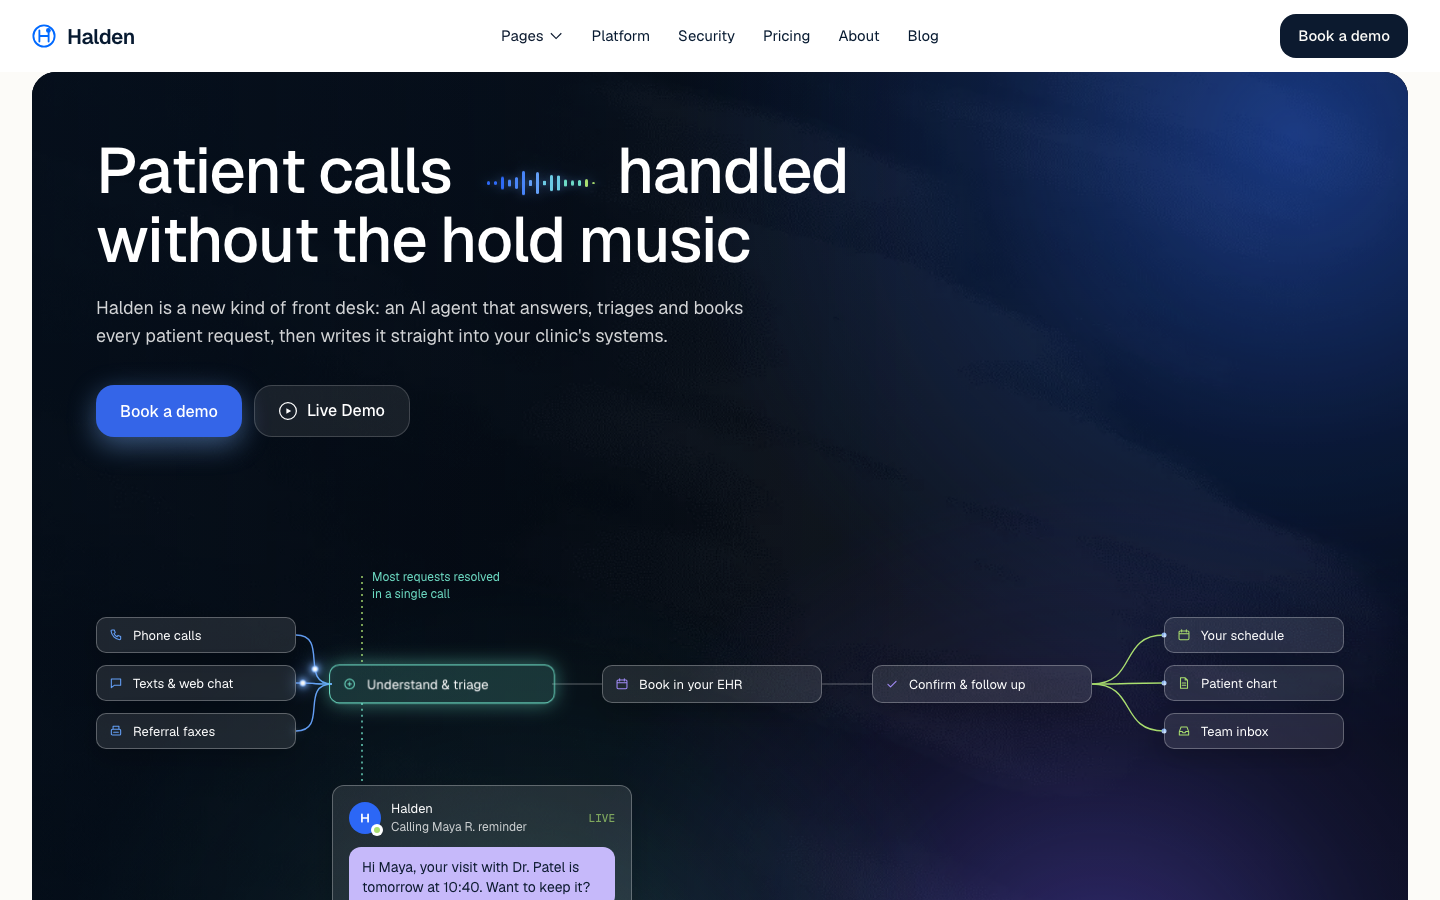 Halden
Pages
Platform
Security
Pricing
About
Blog
Book a demo
Patient calls handled
without the hold music
Halden is a new kind of front desk: an AI agent that answers, triages and books
every patient request, then writes it straight into your clinic's systems.
Book a demo
Live Demo
Most requests resolved
in a single call
Phone calls
Texts & web chat
Referral faxes
Understand & triage
Book in your EHR
Confirm & follow up
Your schedule
Patient chart
Team inbox
H
Halden
Calling Maya R. reminder
LIVE
Hi Maya, your visit with Dr. Patel is
tomorrow at 10:40. Want to keep it?